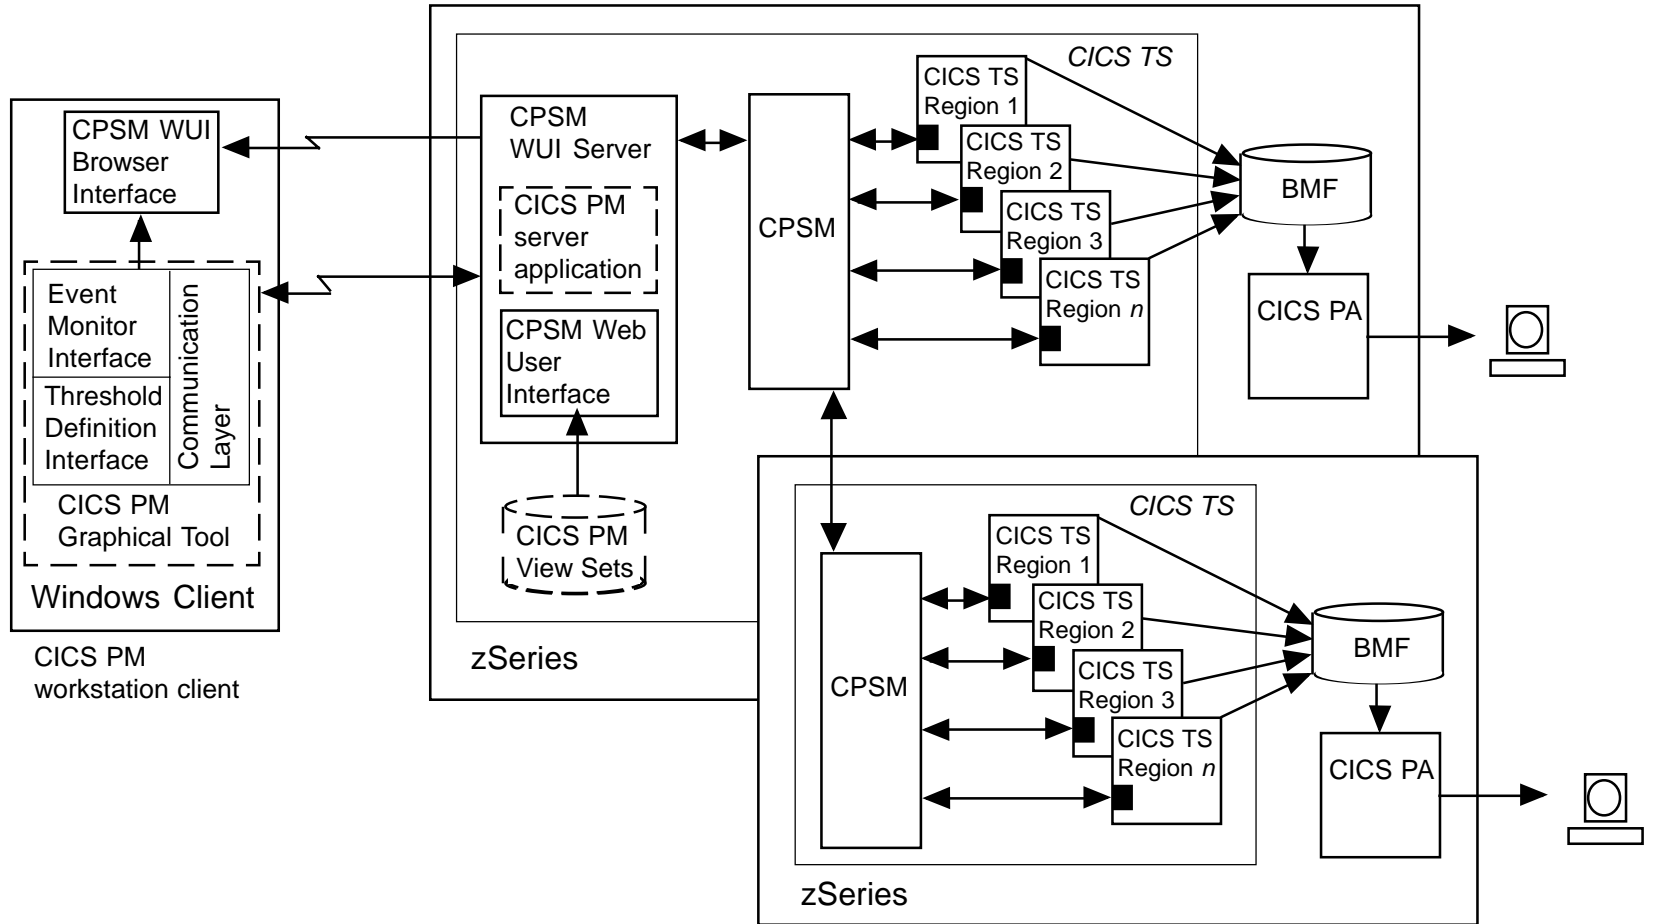 CPSM WUI
Browser
Interface
Event
Monitor
Interface
Threshold
Definition
Interface
Communication
Layer
CICS PM
Graphical Tool
Windows Client
CICS PM
workstation client
CICS TS
CPSM
WUI Server
CICS PM
server
application
CPSM Web
User
Interface
CICS PM
View Sets
zSeries
CPSM
CICS TS
Region 1
CICS TS
Region 2
CICS TS
Region 3
CICS TS
Region n
BMF
CICS PA
CICS TS
CPSM
CICS TS
Region 1
CICS TS
Region 2
CICS TS
Region 3
CICS TS
Region n
BMF
CICS PA
zSeries